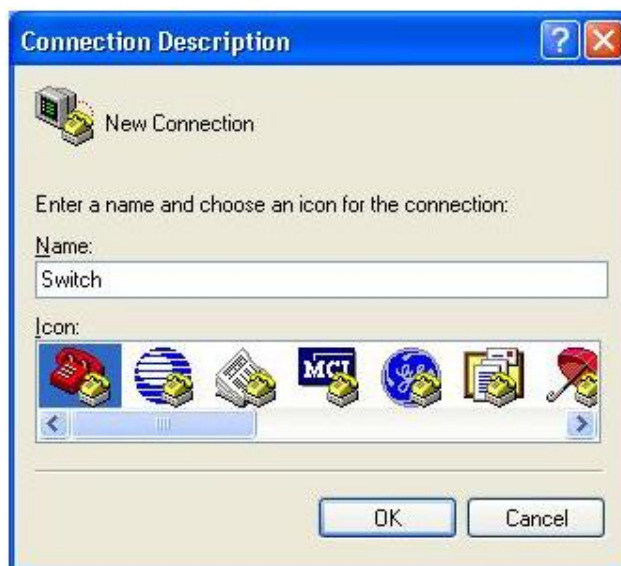 Connection Description
New Connection
Enter a name and choose an icon for the connection:
Name:
Switch
Icon:
MCI
OK
Cancel